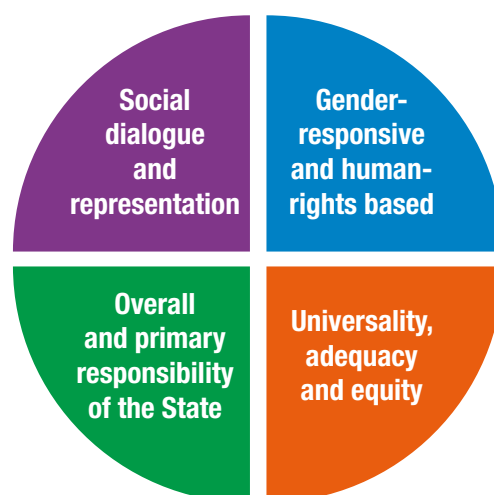 Social
dialogue
and
representation
Gender-
responsive
and human-
rights based
Overall
and primary
responsibility
of the State
Universality,
adequacy
and equity